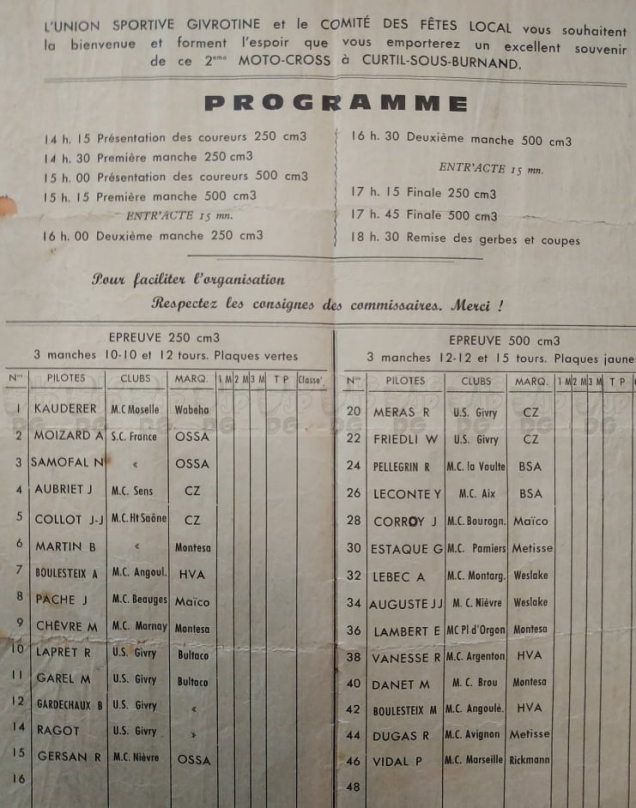 L'UNION SPORTIVE GIVROTINE et le COMITÉ DES FÊTES LOCAL vous souhaitent
la bienvenue et forment l'espoir que vous emporterez un excellent souvenir
de ce 2eme MOTO-CROSS à CURTIL-SOUS-BURNAND.
PROGRAMME
14 h. 15 Présentation des coureurs 250 cm3
14 h. 30 Première manche 250 cm3
15 h. 00 Présentation des coureurs 500 cm3
15 h. 15 Première manche 500 cm3
ENTR'ACTE 15 mn.
16 h. 00 Deuxième manche 250 cm3
16 h. 30 Deuxième manche 500 cm3
ENTR'ACTE 15 mn.
17 h. 15 Finale 250 cm3
17 h. 45 Finale 500 cm3
18 h. 30 Remise des gerbes et coupes
Pour faciliter l'organisation
Respectez les consignes des commissaires. Merci !
EPREUVE 250 cm3
3 manches 10-10 et 12 tours. Plaques vertes
Nos PILOTES CLUBS MARQ. 1 M 2 M 3 M T P Classt.
1 KAUDERER M.C Moselle Wabeha
2 MOIZARD A S.C. France OSSA
3 SAMOFAL N « OSSA
4 AUBRIET J M.C. Sens CZ
5 COLLOT J-J M.C. Ht Saône CZ
6 MARTIN B « Montesa
7 BOULESTEIX A M.C. Angoul. HVA
8 PACHE J M.C. Beauges Maïco
9 CHÈVRE M M.C. Marnay Montesa
10 LAPRET R U.S. Givry Bultaco
11 GAREL M U.S. Givry Bultaco
12 GARDECHAUX B U.S. Givry «
14 RAGOT U.S. Givry »
15 GERSAN R M.C. Nièvre OSSA
16
EPREUVE 500 cm3
3 manches 12-12 et 15 tours. Plaques jaune
Nos PILOTES CLUBS MARQ. 1 M 2 M 3 M T P
20 MERAS R U.S. Givry CZ
22 FRIEDLI W U.S. Givry CZ
24 PELLEGRIN R M.C. la Voulte BSA
26 LECONTE Y M.C. Aix BSA
28 CORROY J M.C. Bourogn. Maïco
30 ESTAQUE G M.C. Pamiers Metisse
32 LEBEC A M.C. Montarg. Weslake
34 AUGUSTE JJ M. C. Nièvre Weslake
36 LAMBERT E MC Pl. d'Orgon Montesa
38 VANESSE R M.C. Argenton HVA
40 DANET M M. C. Brou Montesa
42 BOULESTEIX M M.C. Angoulé. HVA
44 DUGAS R M.C. Avignon Metisse
46 VIDAL P M.C. Marseille Rickmann
48